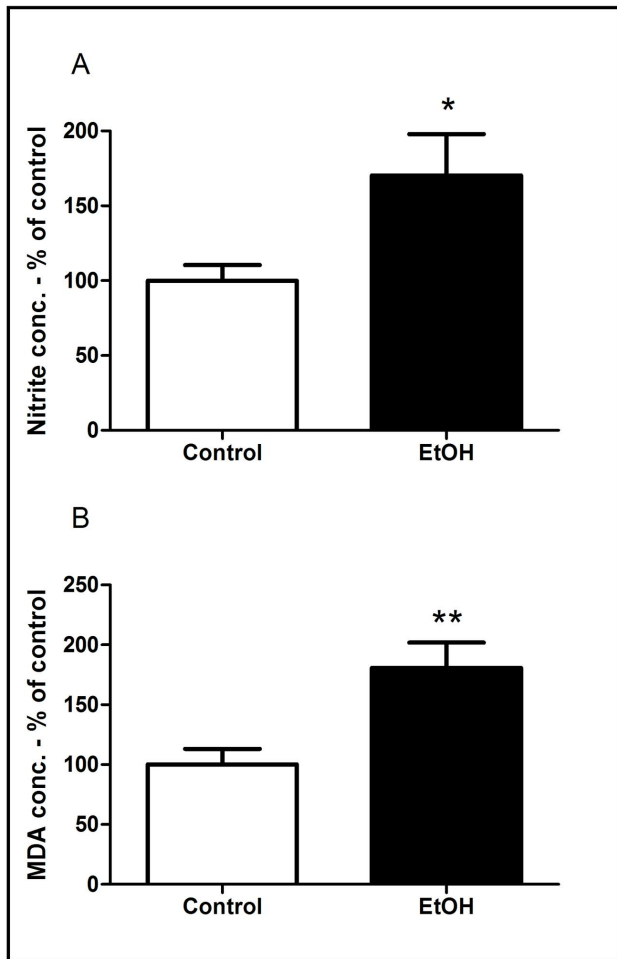 A
Nitrite conc. - % of control
*
200
150
100
50
0
Control EtOH
B
MDA conc. - % of control
**
250
200
150
100
50
0
Control EtOH